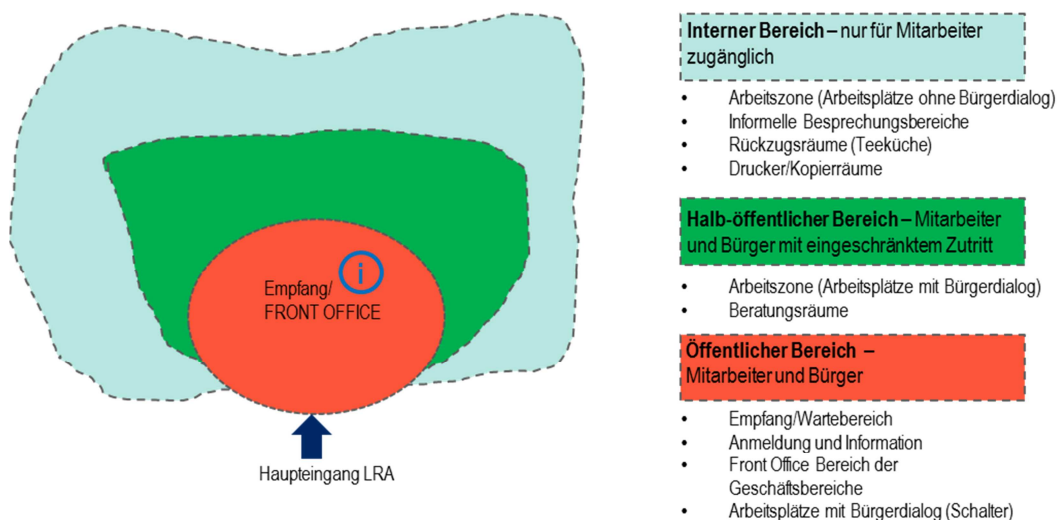 Empfang/
FRONT OFFICE
i
Haupteingang LRA
Interner Bereich – nur für Mitarbeiter
zugänglich
• Arbeitszone (Arbeitsplätze ohne Bürgerdialog)
• Informelle Besprechungsbereiche
• Rückzugsräume (Teeküche)
• Drucker/Kopierräume
Halb-öffentlicher Bereich – Mitarbeiter
und Bürger mit eingeschränktem Zutritt
• Arbeitszone (Arbeitsplätze mit Bürgerdialog)
• Beratungsräume
Öffentlicher Bereich –
Mitarbeiter und Bürger
• Empfang/Wartebereich
• Anmeldung und Information
• Front Office Bereich der
Geschäftsbereiche
• Arbeitsplätze mit Bürgerdialog (Schalter)